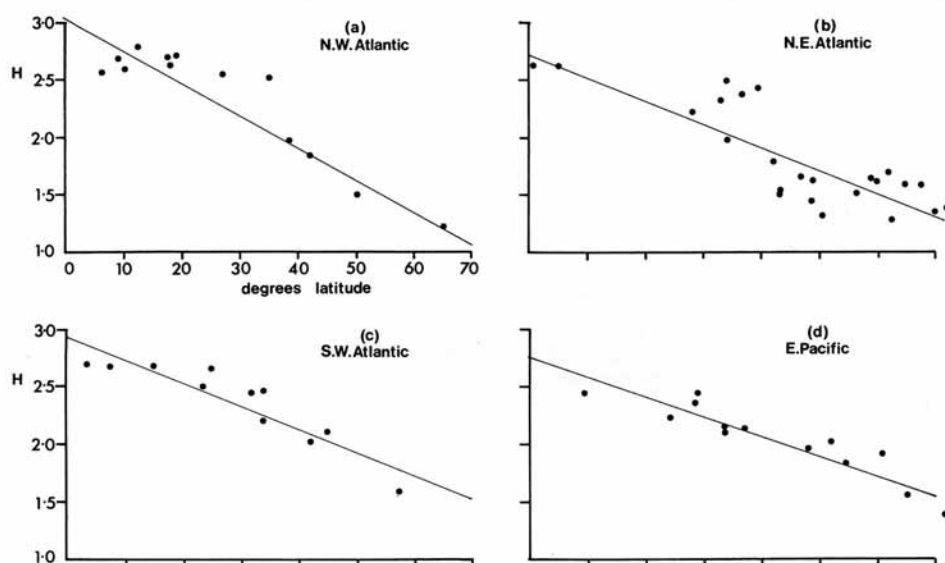 (a)
N.W.Atlantic
H
3·0
2·5
2·0
1·5
1·0
0 10 20 30 40 50 60 70
degrees latitude
(b)
N.E.Atlantic
(c)
S.W.Atlantic
H
3·0
2·5
2·0
1·5
1·0
(d)
E.Pacific